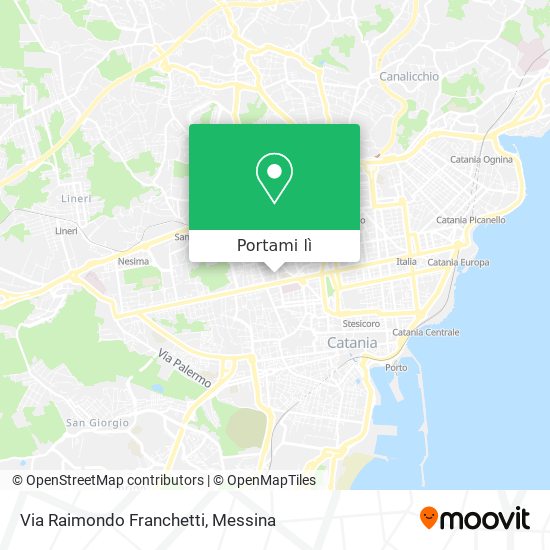 Canalicchio
Catania Ognina
Lineri
Lineri
Catania Picanello
Nesima
Portami lì
Italia
Catania Europa
Stesicoro
Catania Centrale
Catania
Via Palermo
Porto
San Giorgio
© OpenStreetMap contributors | © OpenMapTiles
Via Raimondo Franchetti, Messina
moovit